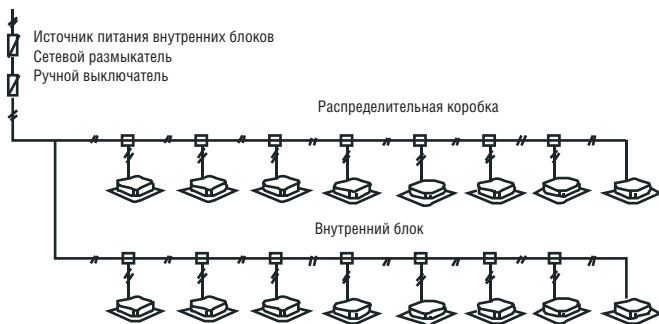 Источник питания внутренних блоков
Сетевой размыкатель
Ручной выключатель
Распределительная коробка
Внутренний блок